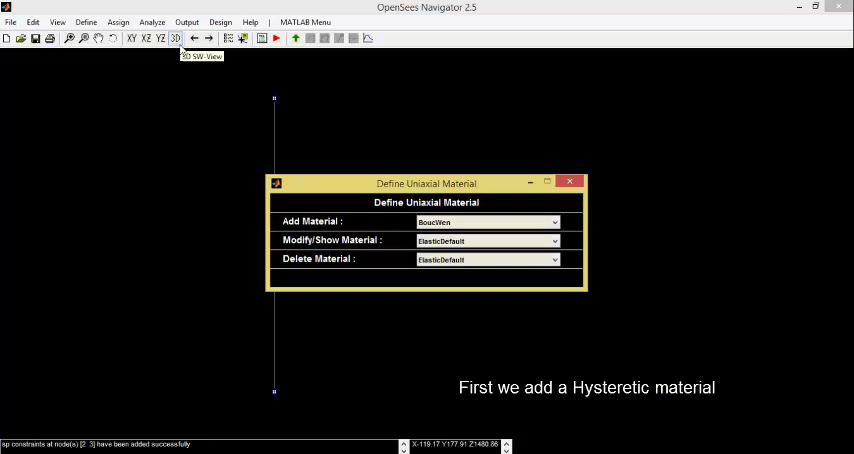 OpenSees Navigator 2.5
File Edit View Define Assign Analyze Output Design Help | MATLAB Menu
XY XZ YZ 3D
3D SW-View
Define Uniaxial Material
Define Uniaxial Material
Add Material : BoucWen
Modify/Show Material : ElasticDefault
Delete Material : ElasticDefault
First we add a Hysteretic material
sp constraints at node(s) [2 3] have been added successfully X-119.17 Y177.91 Z1480.86